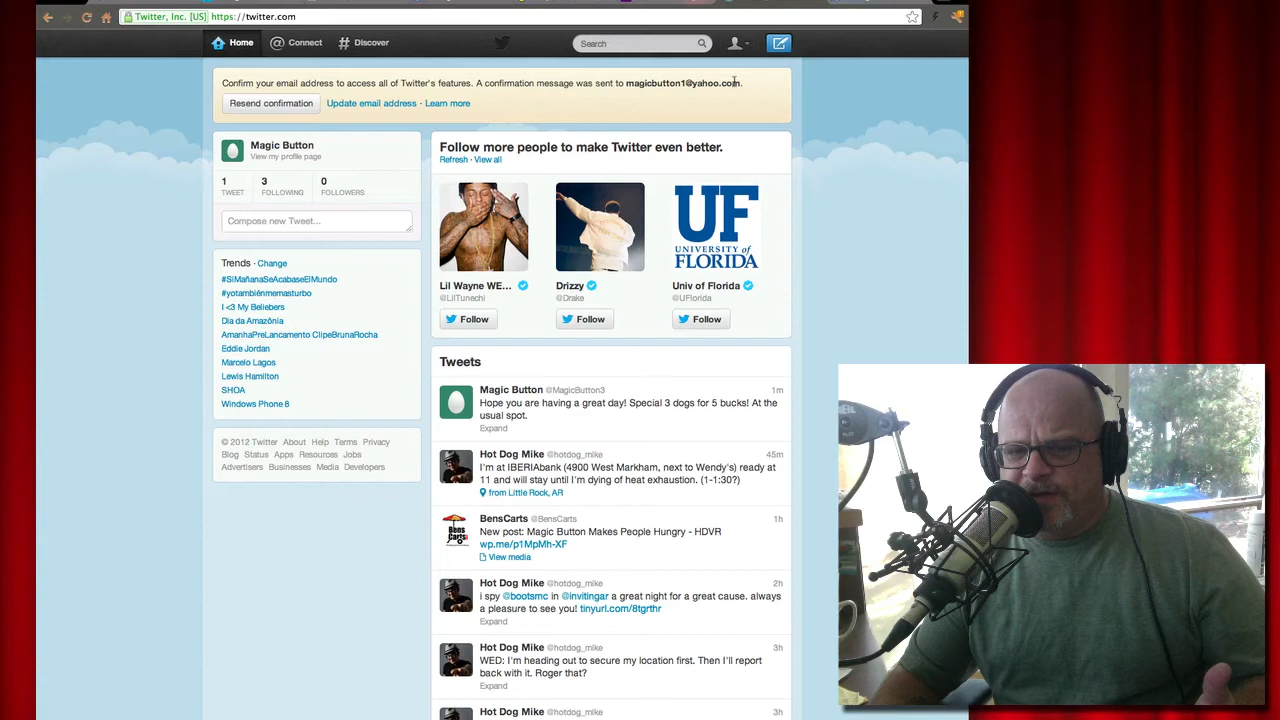 Twitter, Inc. [US] https://twitter.com
Home
Connect
Discover
Search
Confirm your email address to access all of Twitter's features. A confirmation message was sent to magicbutton1@yahoo.com.
Resend confirmation
Update email address · Learn more
Magic Button
View my profile page
1
TWEET
3
FOLLOWING
0
FOLLOWERS
Compose new Tweet...
Trends · Change
#SiMañanaSeAcabaseElMundo
#yotambiénmemasturbo
I <3 My Beliebers
Dia da Amazônia
AmanhaPreLancamento ClipeBrunaRocha
Eddie Jordan
Marcelo Lagos
Lewis Hamilton
SHOA
Windows Phone 8
© 2012 Twitter About Help Terms Privacy
Blog Status Apps Resources Jobs
Advertisers Businesses Media Developers
Follow more people to make Twitter even better.
Refresh · View all
UF
UNIVERSITY of
FLORIDA
Lil Wayne WE...
@LilTunechi
Follow
Drizzy
@Drake
Follow
Univ of Florida
@UFlorida
Follow
Tweets
Magic Button @MagicButton3 1m
Hope you are having a great day! Special 3 dogs for 5 bucks! At the
usual spot.
Expand
Hot Dog Mike @hotdog_mike 45m
I'm at IBERIAbank (4900 West Markham, next to Wendy's) ready at
11 and will stay until I'm dying of heat exhaustion. (1-1:30?)
from Little Rock, AR
Bens
Carts
BensCarts @BensCarts 1h
New post: Magic Button Makes People Hungry - HDVR
wp.me/p1MpMh-XF
View media
Hot Dog Mike @hotdog_mike 2h
i spy @bootsmc in @invitingar a great night for a great cause. always
a pleasure to see you! tinyurl.com/8tgrthr
Expand
Hot Dog Mike @hotdog_mike 3h
WED: I'm heading out to secure my location first. Then I'll report
back with it. Roger that?
Expand
Hot Dog Mike @hotdog_mike 3h